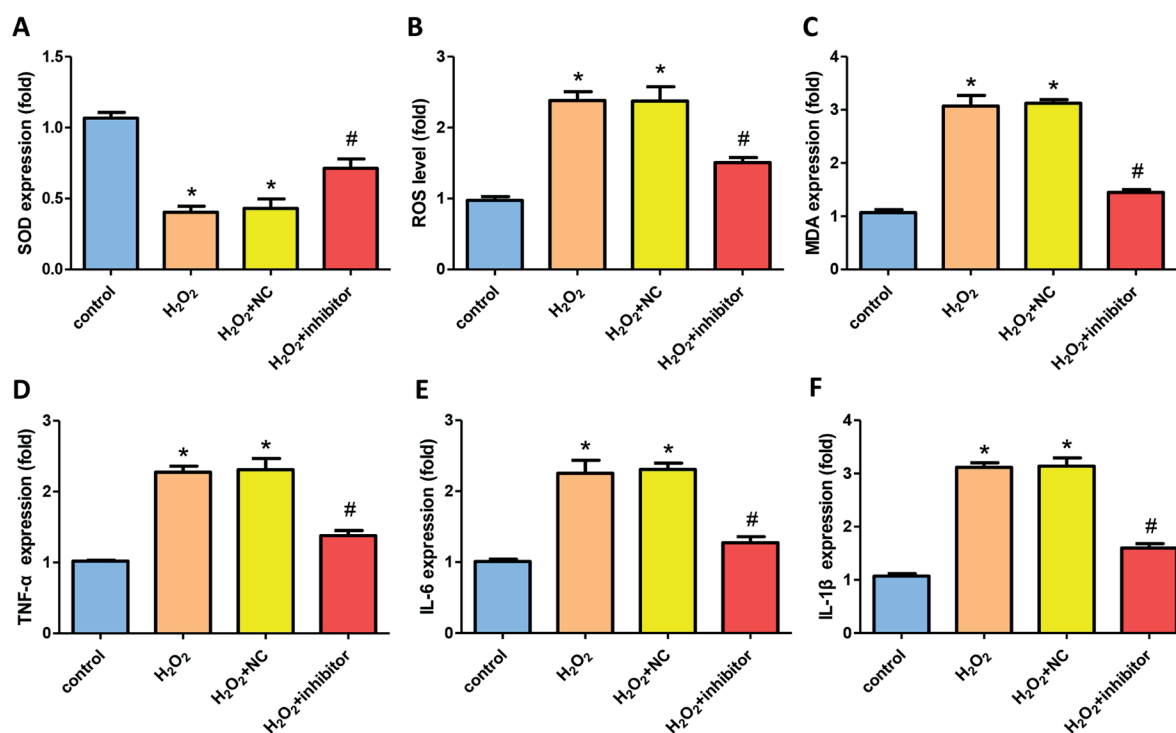 A
SOD expression (fold)
1.5
1.0
0.5
0.0
*
*
#
control
H₂O₂
H₂O₂+NC
H₂O₂+inhibitor
B
ROS level (fold)
3
2
1
0
*
*
#
control
H₂O₂
H₂O₂+NC
H₂O₂+inhibitor
C
MDA expression (fold)
4
3
2
1
0
*
*
#
control
H₂O₂
H₂O₂+NC
H₂O₂+inhibitor
D
TNF-α expression (fold)
3
2
1
0
*
*
#
control
H₂O₂
H₂O₂+NC
H₂O₂+inhibitor
E
IL-6 expression (fold)
3
2
1
0
*
*
#
control
H₂O₂
H₂O₂+NC
H₂O₂+inhibitor
F
IL-1β expression (fold)
4
3
2
1
0
*
*
#
control
H₂O₂
H₂O₂+NC
H₂O₂+inhibitor